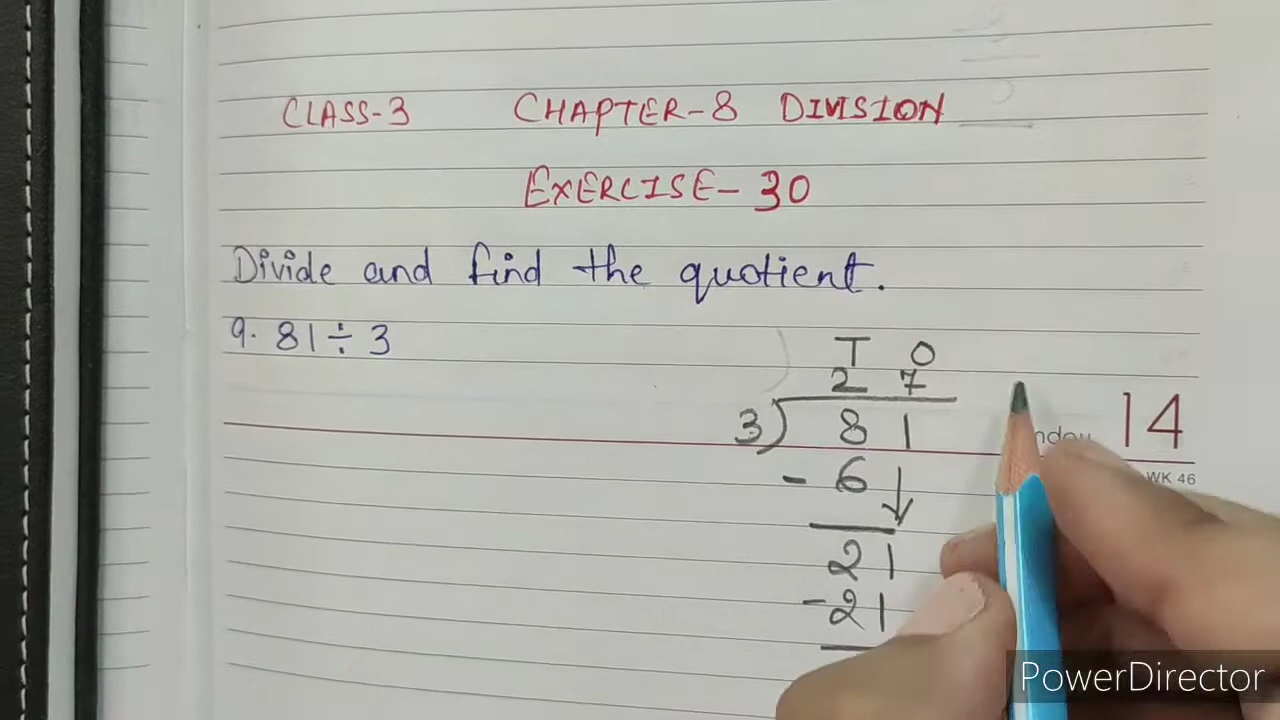 CLASS-3 CHAPTER-8 DIVISION
EXERCISE-30
Divide and find the quotient.
9. 81÷3
T O
2 7
3) 8 1
- 6 ↓
2 1
-2 1
14
WK 46
PowerDirector